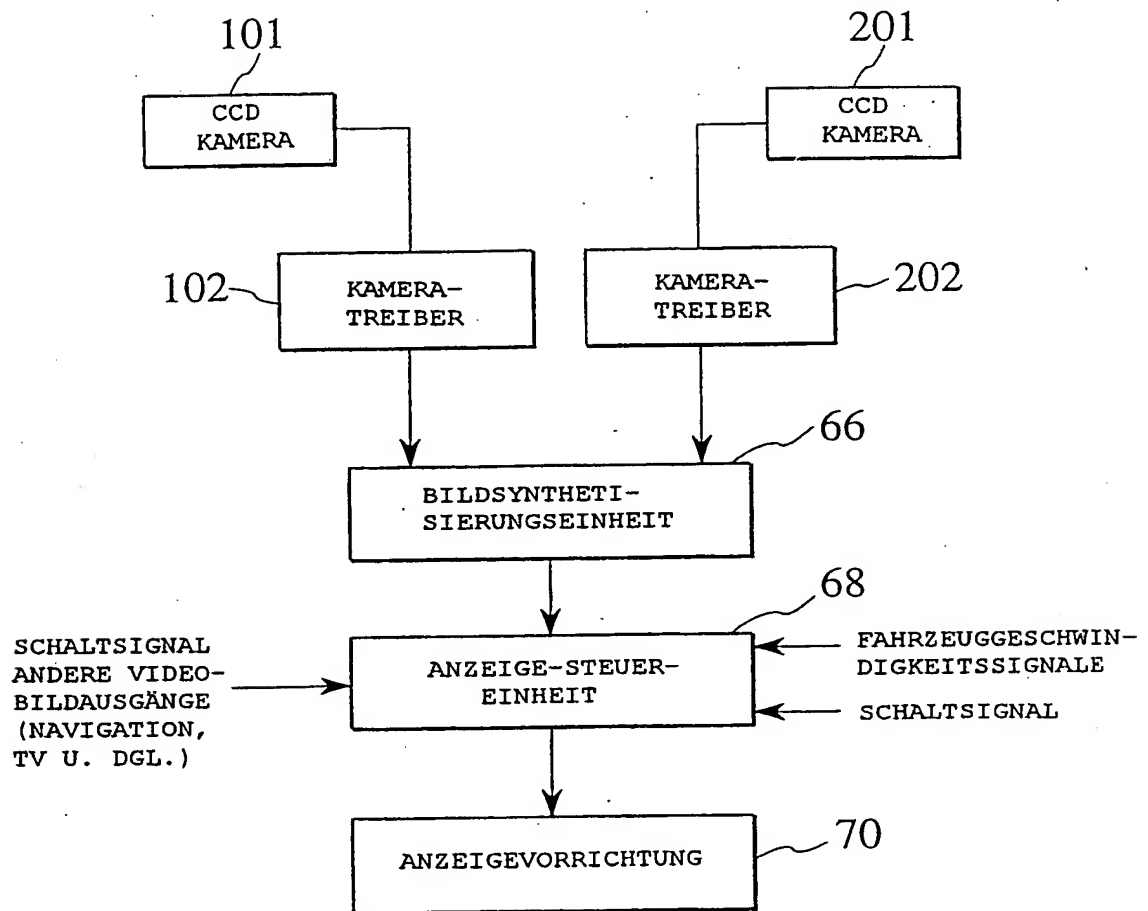 101
201
CCD
KAMERA
CCD
KAMERA
102
KAMERA-
TREIBER
KAMERA-
TREIBER
202
66
BILDSYNTHETI-
SIERUNGSEINHEIT
68
SCHALTSIGNAL
ANDERE VIDEO-
BILDAUSGÄNGE
(NAVIGATION,
TV U. DGL.)
ANZEIGE-STEUER-
EINHEIT
FAHRZEUGGESCHWIN-
DIGKEITSSIGNALE
SCHALTSIGNAL
ANZEIGEVORRICHTUNG
70